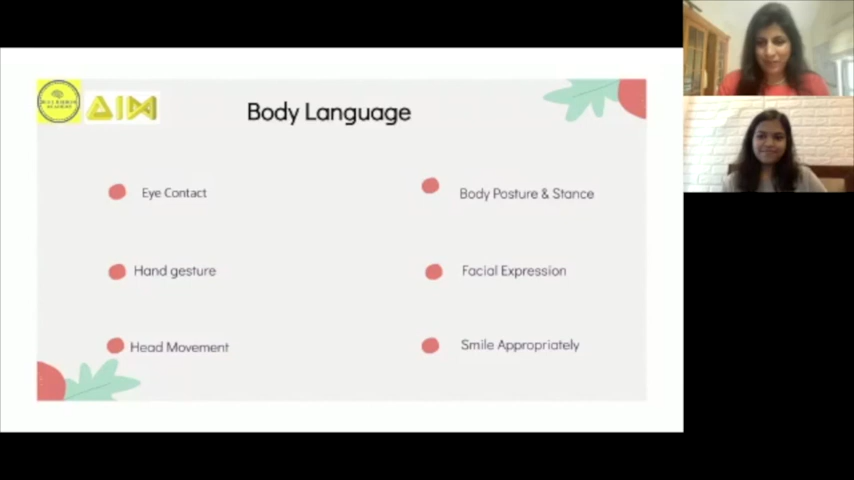 AIM
Body Language
Eye Contact
Body Posture & Stance
Hand gesture
Facial Expression
Head Movement
Smile Appropriately